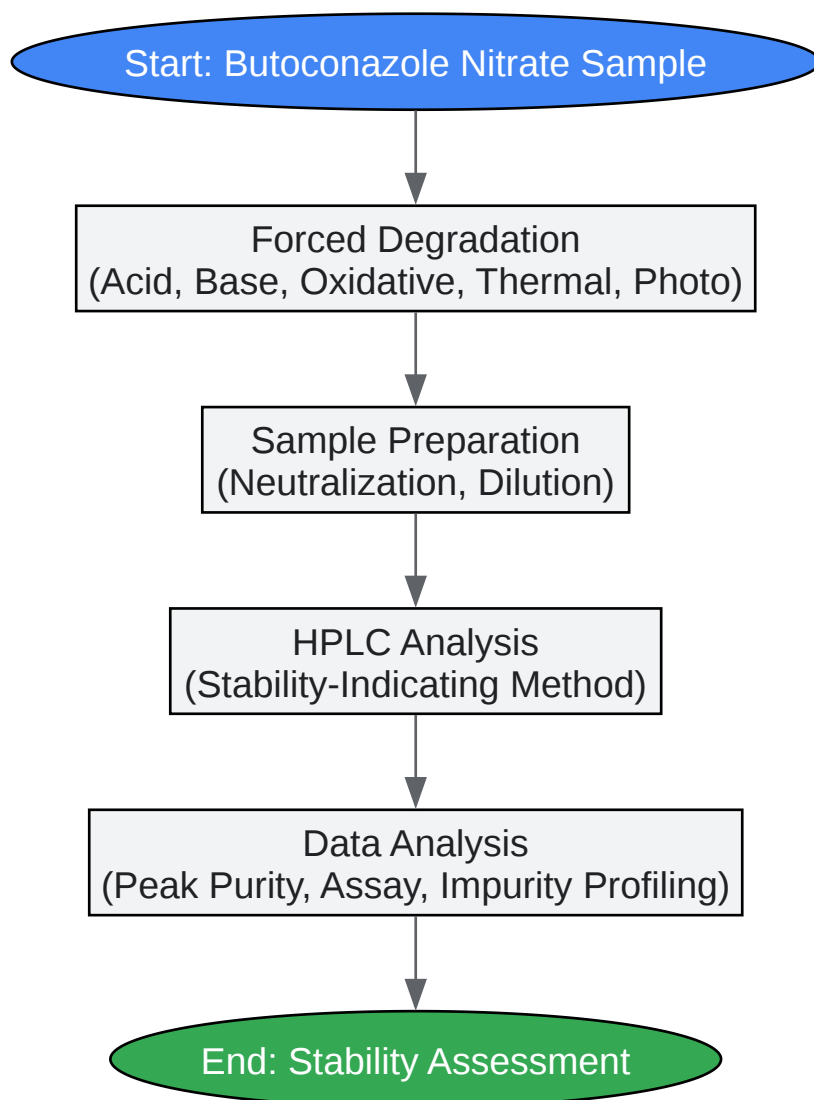 Start: Butoconazole Nitrate Sample
Forced Degradation
(Acid, Base, Oxidative, Thermal, Photo)
Sample Preparation
(Neutralization, Dilution)
HPLC Analysis
(Stability-Indicating Method)
Data Analysis
(Peak Purity, Assay, Impurity Profiling)
End: Stability Assessment